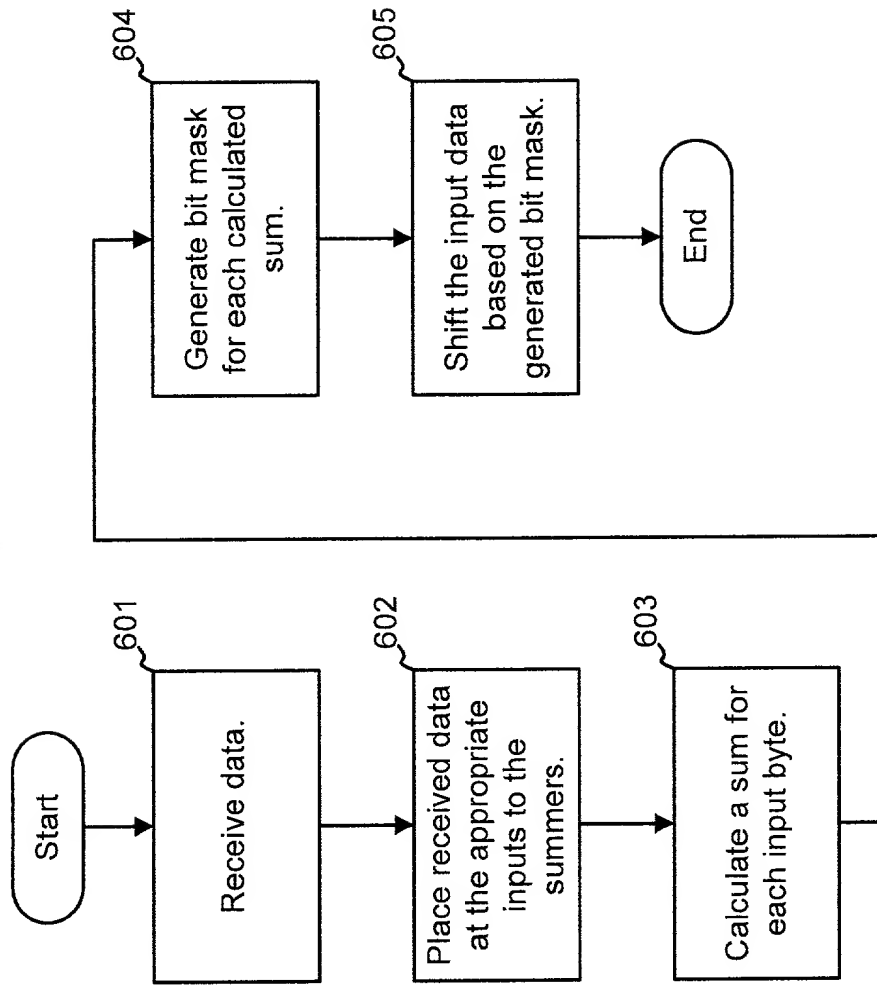 Start
601
Receive data.
602
Place received data
at the appropriate
inputs to the
summers.
603
Calculate a sum for
each input byte.
604
Generate bit mask
for each calculated
sum.
605
Shift the input data
based on the
generated bit mask.
End